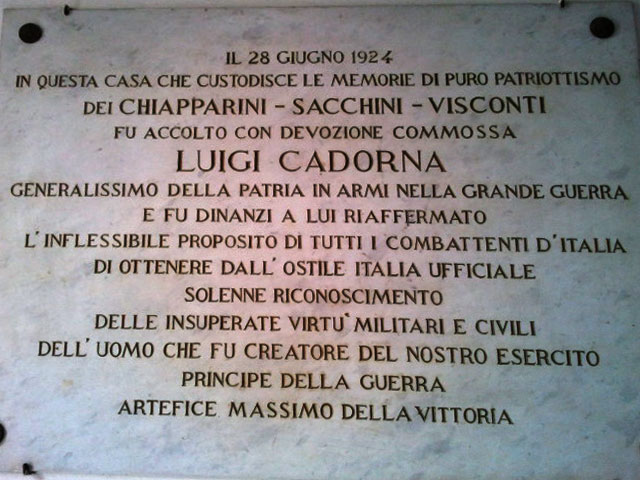 IL 28 GIUGNO 1924
IN QUESTA CASA CHE CUSTODISCE LE MEMORIE DI PURO PATRIOTTISMO
DEI CHIAPPARINI - SACCHINI - VISCONTI
FU ACCOLTO CON DEVOZIONE COMMOSSA
LUIGI CADORNA
GENERALISSIMO DELLA PATRIA IN ARMI NELLA GRANDE GUERRA
E FU DINANZI A LUI RIAFFERMATO
L'INFLESSIBILE PROPOSITO DI TUTTI I COMBATTENTI D'ITALIA
DI OTTENERE DALL'OSTILE ITALIA UFFICIALE
SOLENNE RICONOSCIMENTO
DELLE INSUPERATE VIRTU' MILITARI E CIVILI
DELL'UOMO CHE FU CREATORE DEL NOSTRO ESERCITO
PRINCIPE DELLA GUERRA
ARTEFICE MASSIMO DELLA VITTORIA